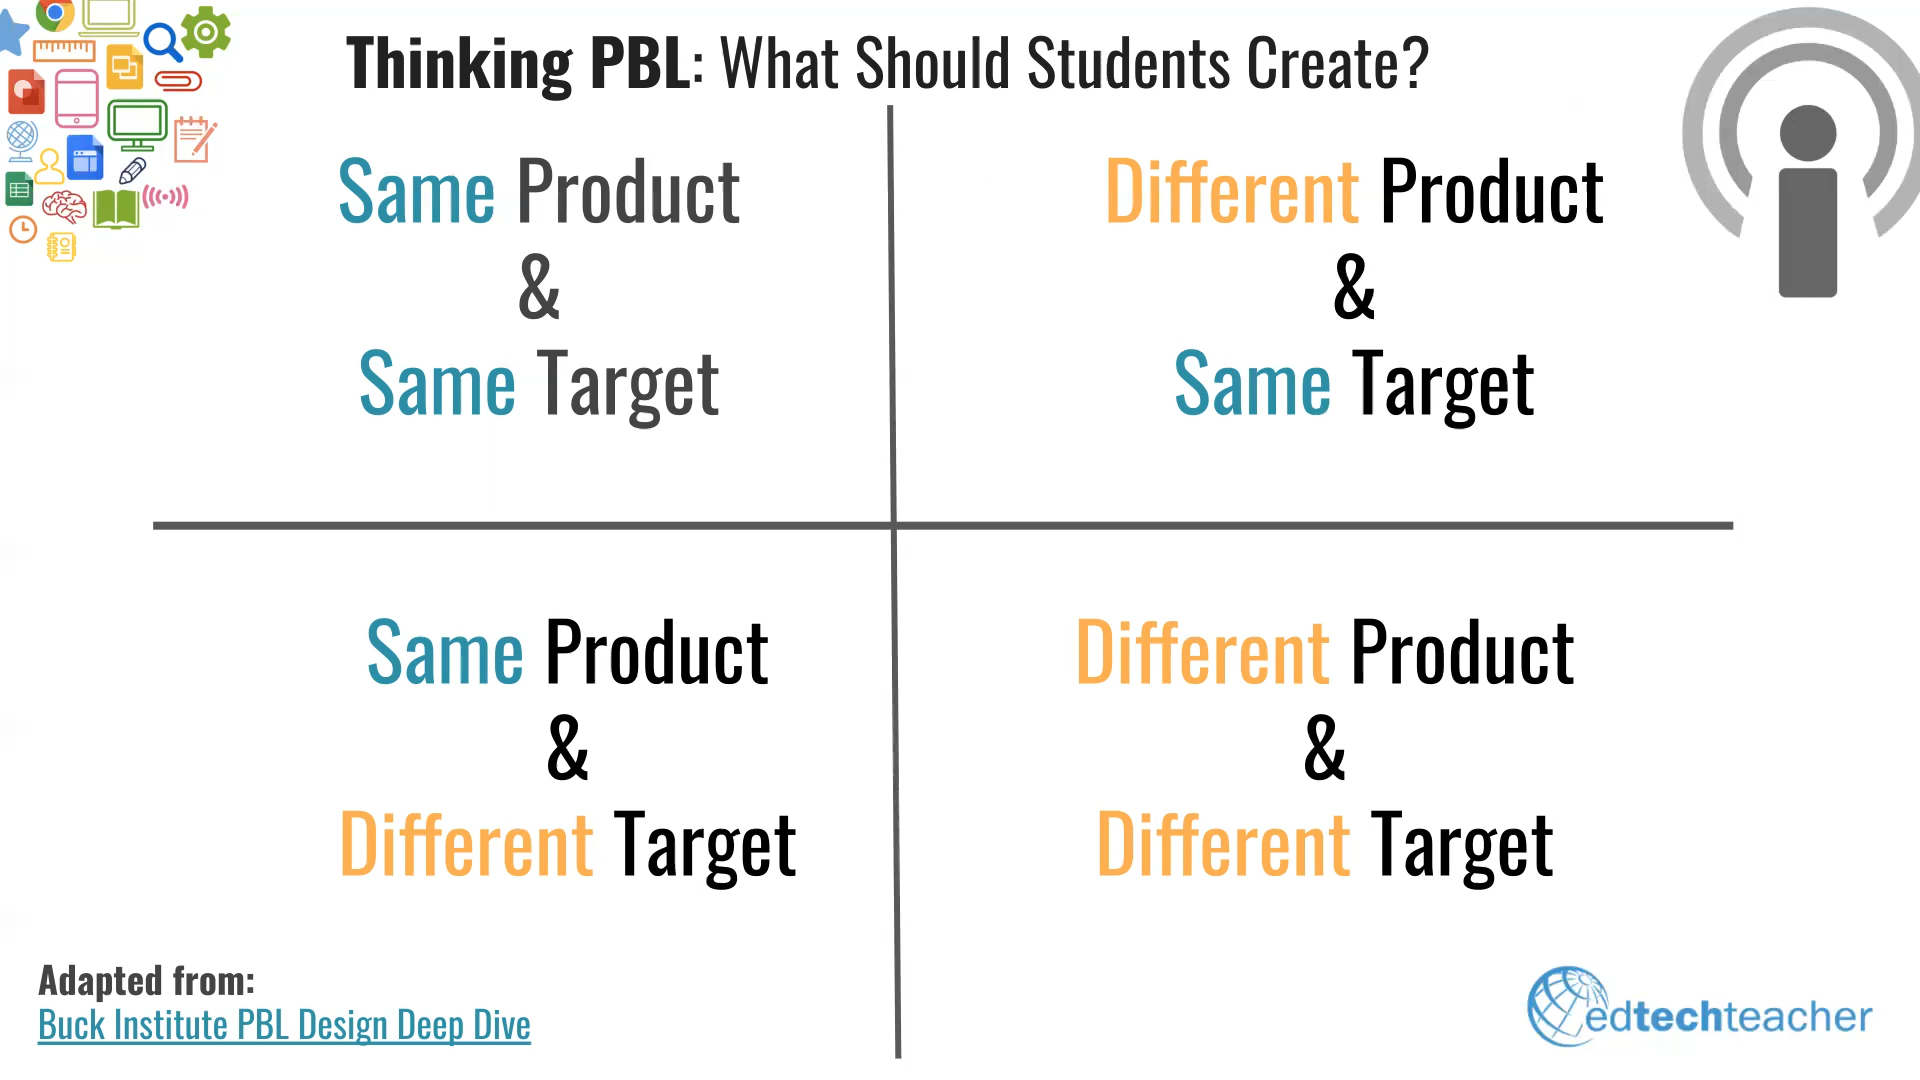 Thinking PBL: What Should Students Create?
Same Product
&
Same Target
Different Product
&
Same Target
Same Product
&
Different Target
Different Product
&
Different Target
Adapted from:
Buck Institute PBL Design Deep Dive
edtechteacher